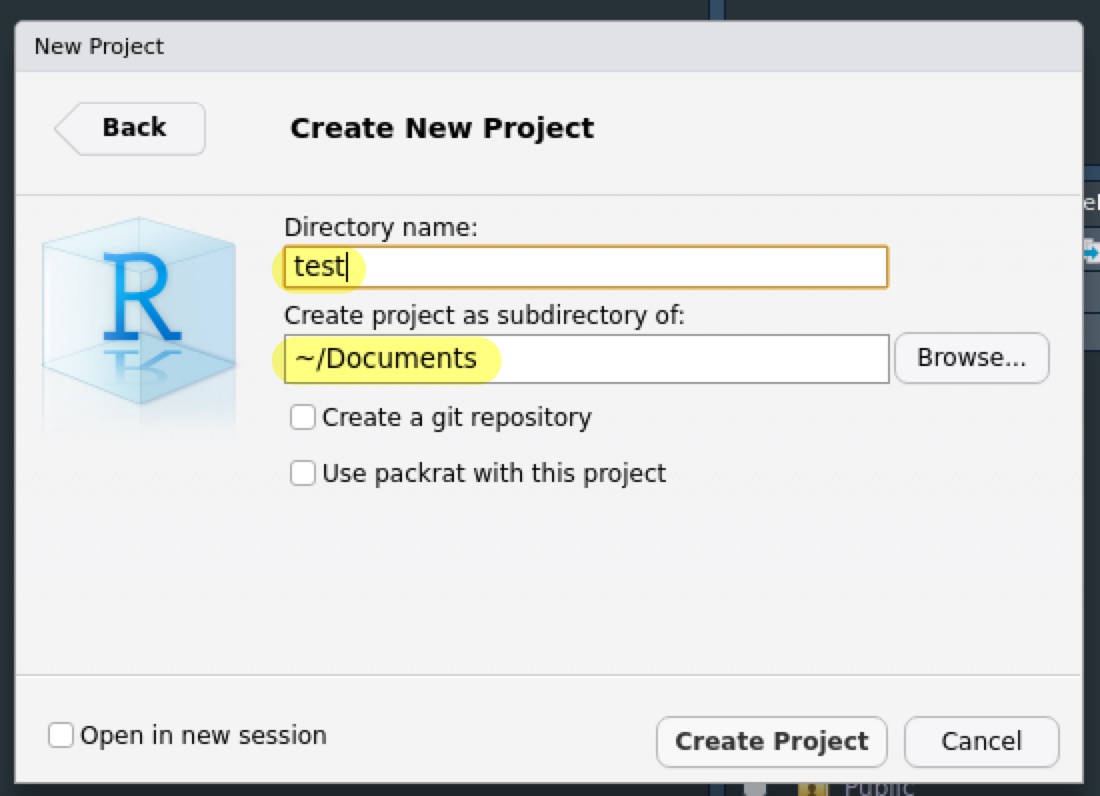 New Project
Back
Create New Project
R
Directory name:
test
Create project as subdirectory of:
~/Documents
Browse...
Create a git repository
Use packrat with this project
Open in new session
Create Project
Cancel
Public